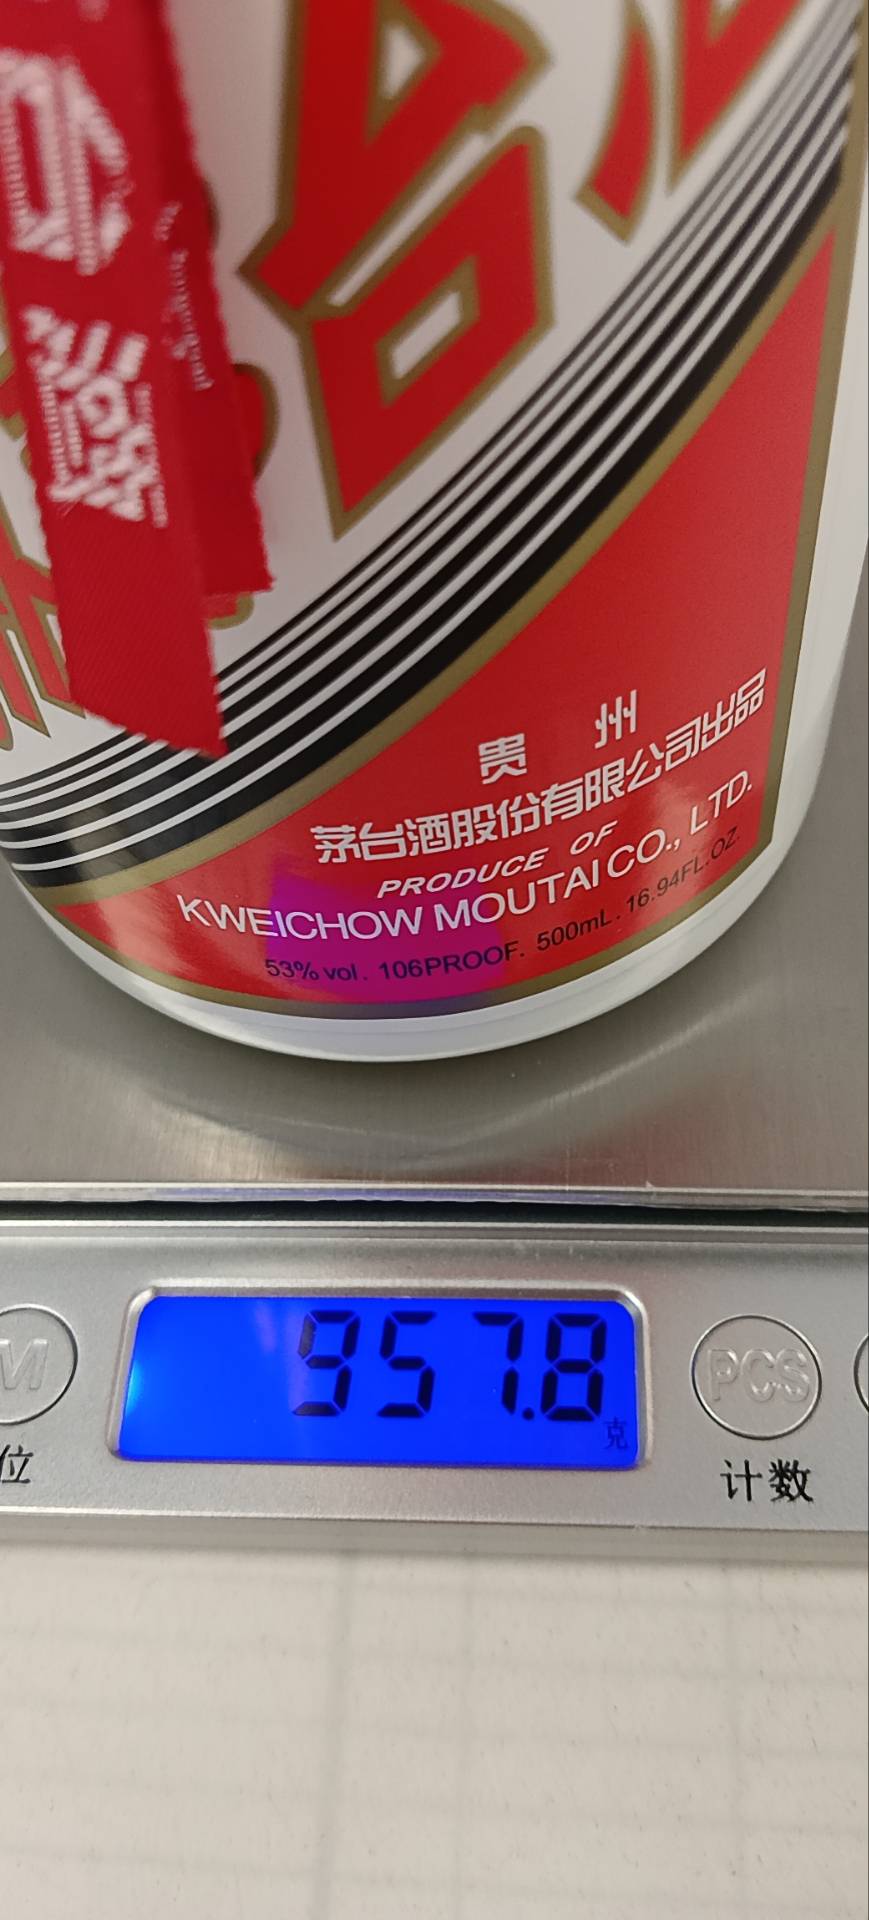 台
贵 州
茅台酒股份有限公司出品
PRODUCE OF
KWEICHOW MOUTAI CO., LTD.
53% vol. 106PROOF. 500mL. 16.94FL.OZ.
957.8
克
M
PCS
位
计数